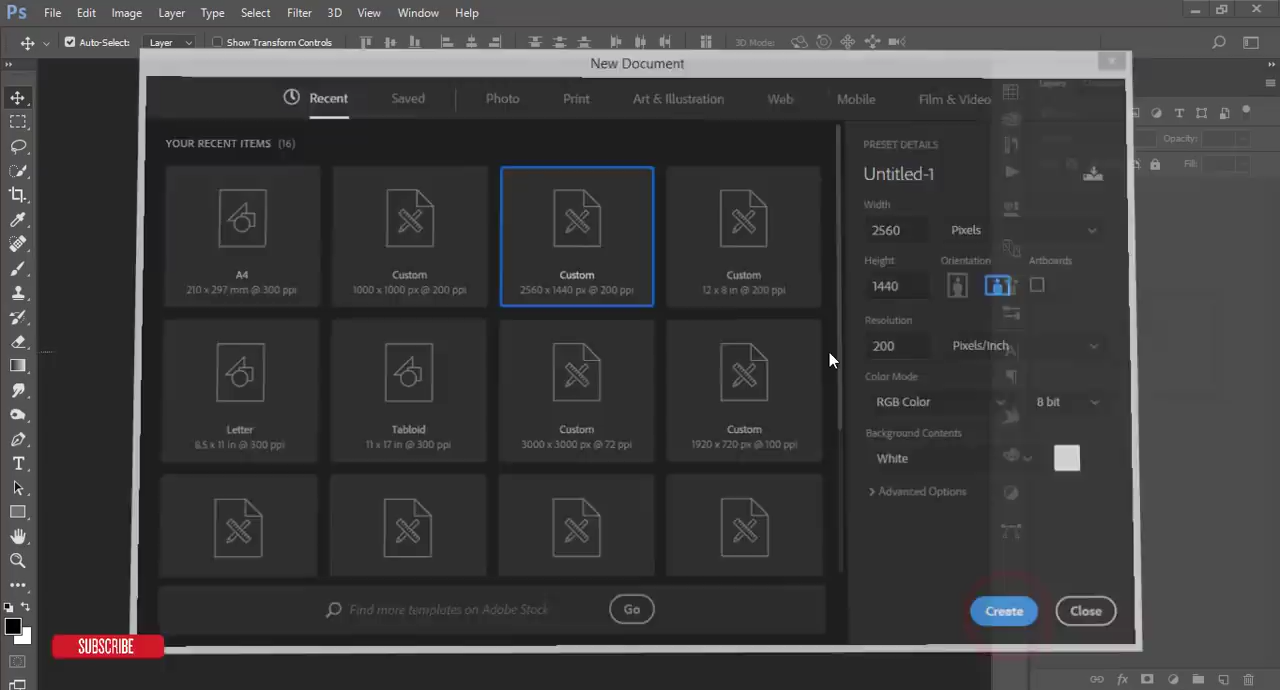 Ps File Edit Image Layer Type Select Filter 3D View Window Help
Auto-Select: Layer Show Transform Controls 3D Mode:
New Document
Recent Saved Photo Print Art & Illustration Web Mobile Film & Video
YOUR RECENT ITEMS (16)
A4
210 x 297 mm @ 300 ppi
Custom
1000 x 1000 px @ 200 ppi
Custom
2560 x 1440 px @ 200 ppi
Custom
12 x 8 in @ 200 ppi
Letter
8.5 x 11 in @ 300 ppi
Tabloid
11 x 17 in @ 300 ppi
Custom
3000 x 3000 px @ 72 ppi
Custom
1920 x 720 px @ 100 ppi
Find more templates on Adobe Stock
Go
PRESET DETAILS
Untitled-1
Width
2560 Pixels
Height Orientation Artboards
1440
Resolution
200 Pixels/Inch
Color Mode
RGB Color 8 bit
Background Contents
White
Advanced Options
Create Close
Layers
Opacity:
Fill:
SUBSCRIBE